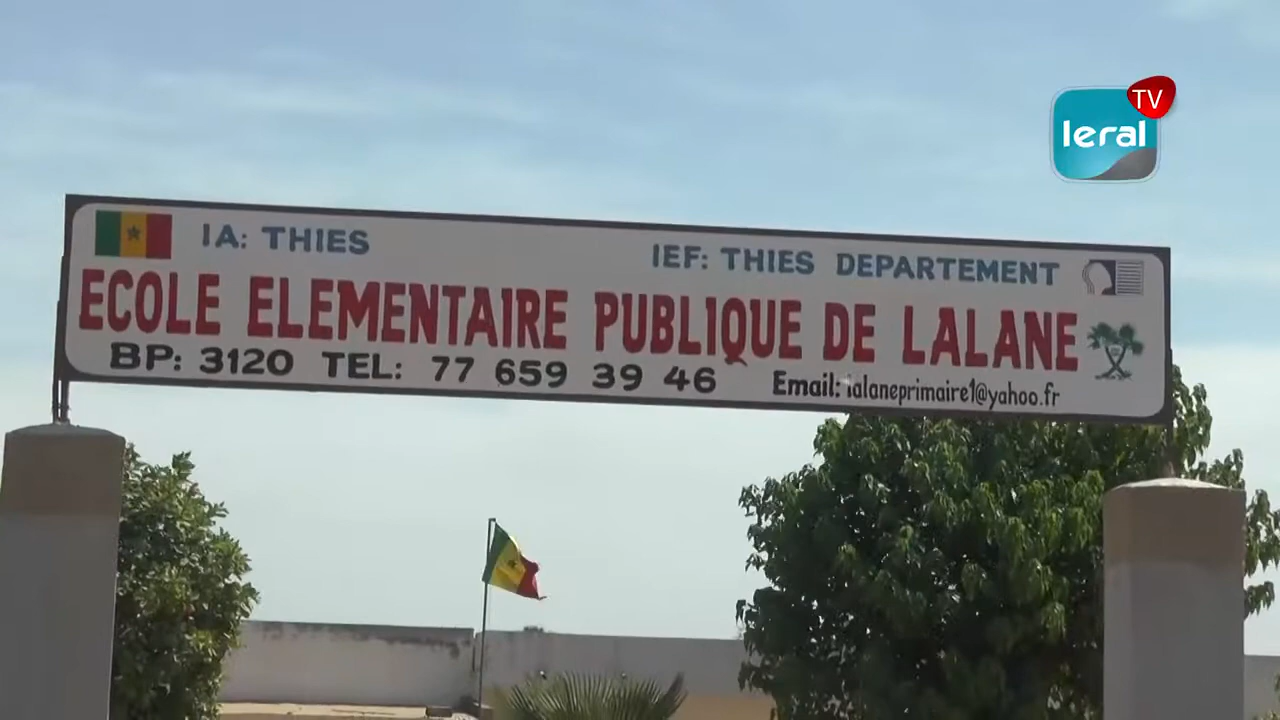 TV
leral
IA: THIES IEF: THIES DEPARTEMENT
ECOLE ELEMENTAIRE PUBLIQUE DE LALANE
BP: 3120 TEL: 77 659 39 46 Email: lalaneprimaire1@yahoo.fr